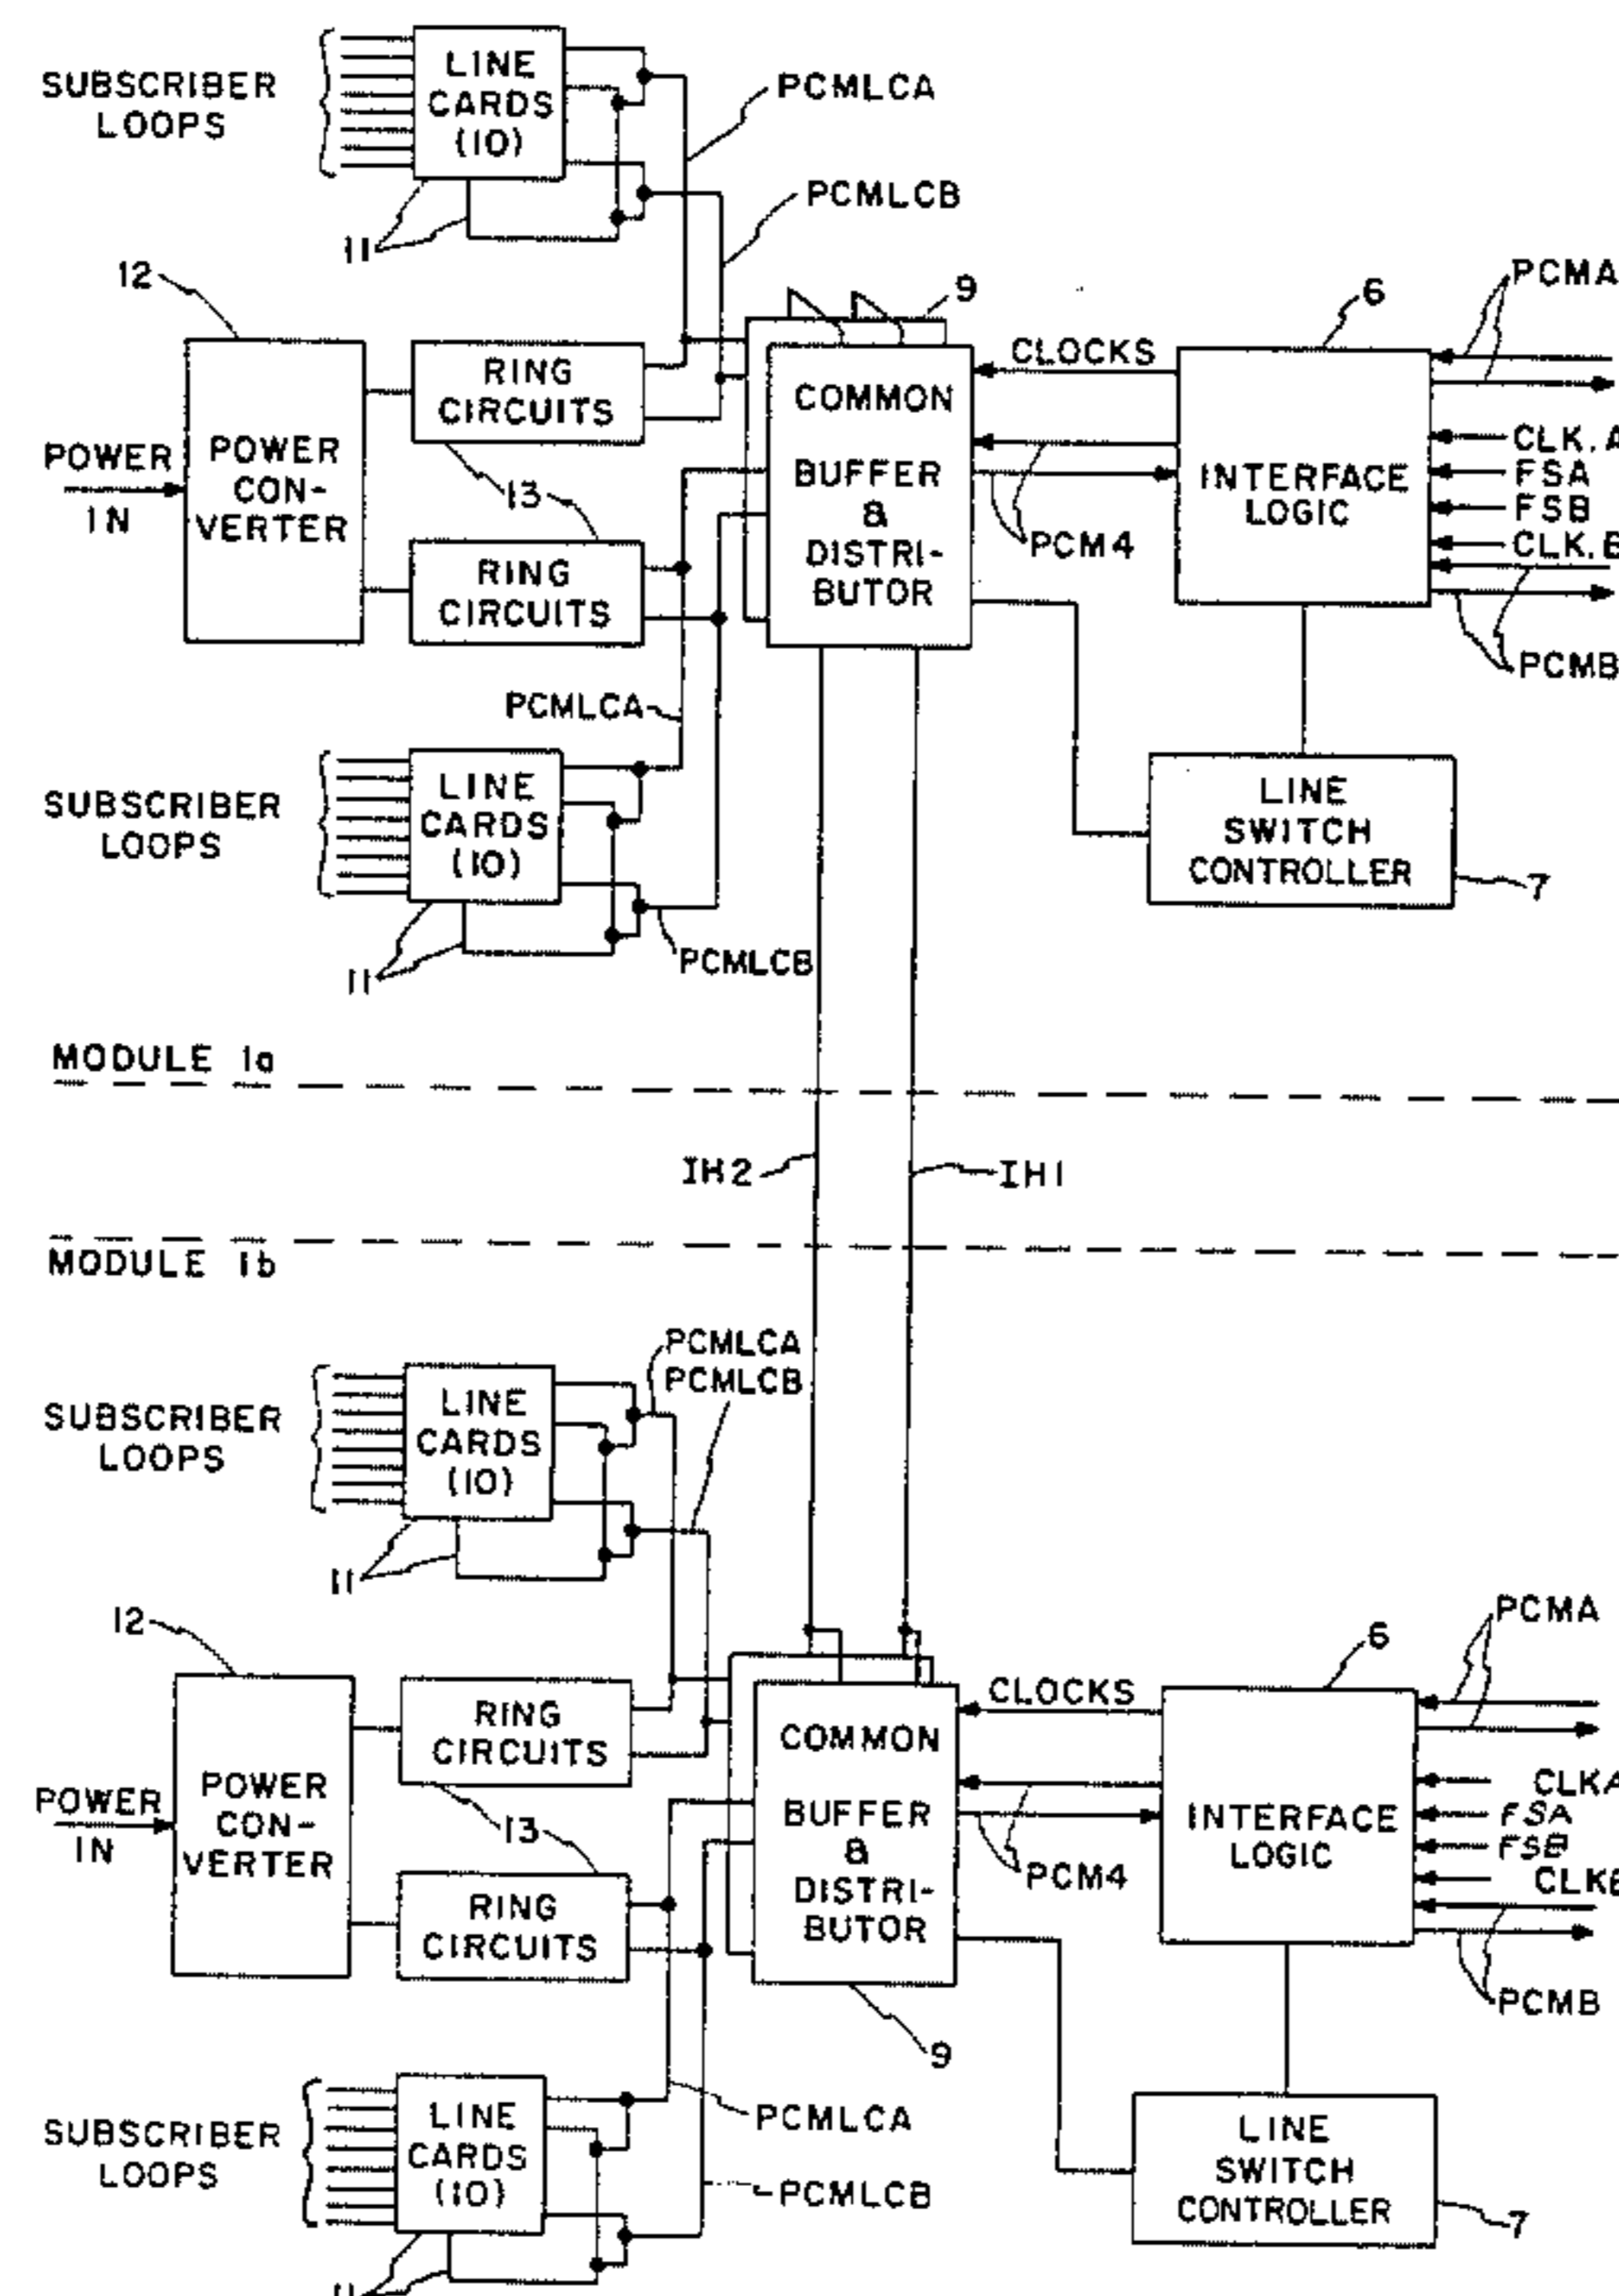 SUBSCRIBER
LOOPS
LINE
CARDS
(10)
PCMLCA
PCMLCB
11
12
9
6
PCMA
POWER
IN
POWER
CON-
VERTER
RING
CIRCUITS
13
RING
CIRCUITS
COMMON
BUFFER
&
DISTRI-
BUTOR
CLOCKS
PCM4
INTERFACE
LOGIC
CLK.A
FSA
FSB
CLK.B
PCMB
PCMLCA
SUBSCRIBER
LOOPS
LINE
CARDS
(10)
11
PCMLCB
LINE
SWITCH
CONTROLLER
7
MODULE 1a
IH2
IH1
MODULE 1b
PCMLCA
PCMLCB
SUBSCRIBER
LOOPS
LINE
CARDS
(10)
11
12
6
PCMA
POWER
IN
POWER
CON-
VERTER
RING
CIRCUITS
13
RING
CIRCUITS
COMMON
BUFFER
&
DISTRI-
BUTOR
9
CLOCKS
PCM4
INTERFACE
LOGIC
CLKA
FSA
FSB
CLKB
PCMB
SUBSCRIBER
LOOPS
LINE
CARDS
(10)
11
PCMLCA
PCMLCB
LINE
SWITCH
CONTROLLER
7